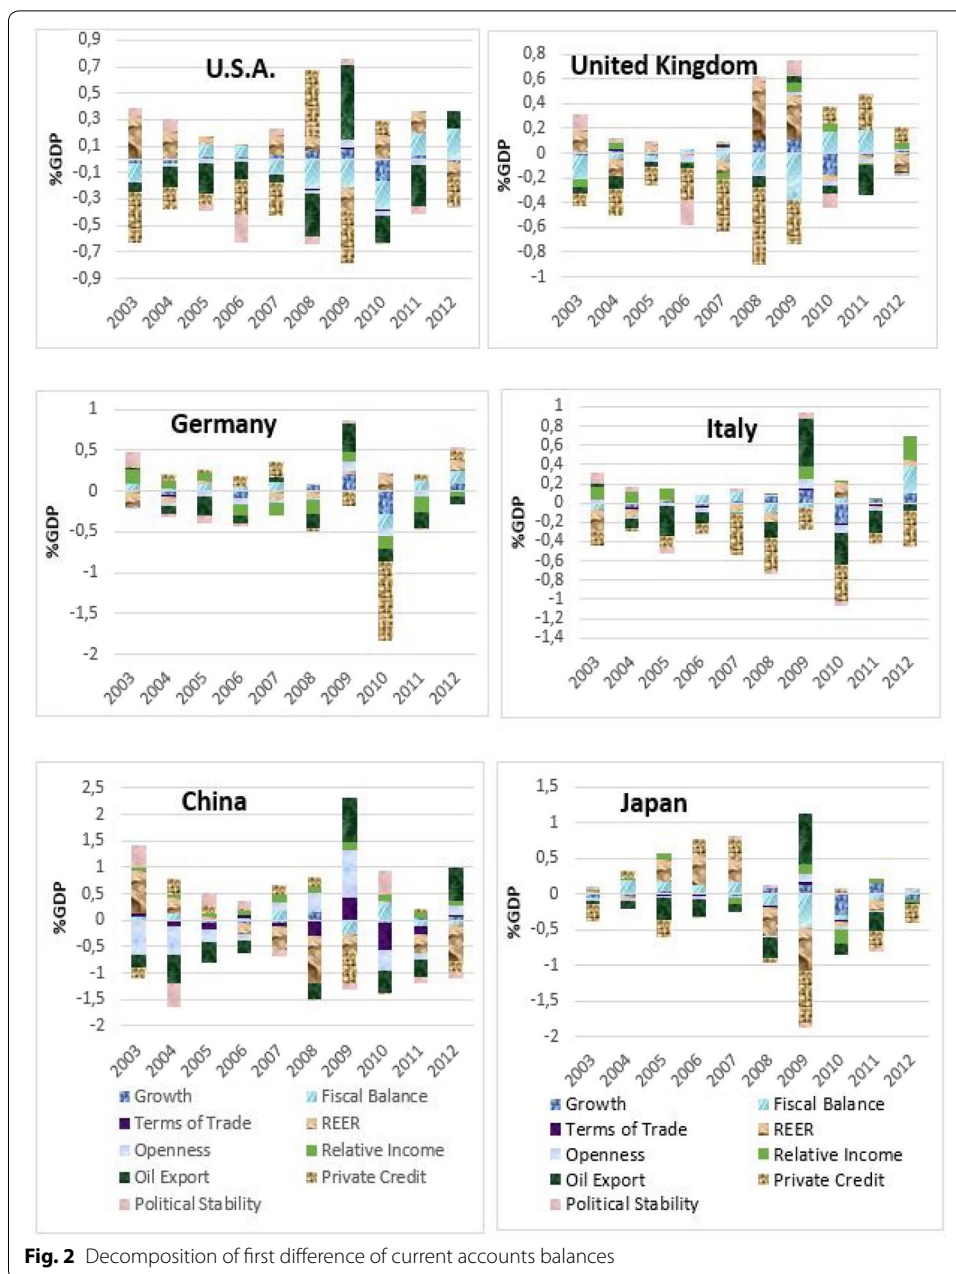 U.S.A.
%GDP
0,9
0,7
0,5
0,3
0,1
-0,1
-0,3
-0,5
-0,7
-0,9
2003 2004 2005 2006 2007 2008 2009 2010 2011 2012
United Kingdom
%GDP
0,8
0,6
0,4
0,2
0
-0,2
-0,4
-0,6
-0,8
-1
2003 2004 2005 2006 2007 2008 2009 2010 2011 2012
Germany
%GDP
1
0,5
0
-0,5
-1
-1,5
-2
2003 2004 2005 2006 2007 2008 2009 2010 2011 2012
Italy
%GDP
1
0,8
0,6
0,4
0,2
0
-0,2
-0,4
-0,6
-0,8
-1
-1,2
-1,4
2003 2004 2005 2006 2007 2008 2009 2010 2011 2012
China
%GDP
2,5
2
1,5
1
0,5
0
-0,5
-1
-1,5
-2
2003 2004 2005 2006 2007 2008 2009 2010 2011 2012
Growth Fiscal Balance
Terms of Trade REER
Openness Relative Income
Oil Export Private Credit
Political Stability
Japan
%GDP
1,5
1
0,5
0
-0,5
-1
-1,5
-2
2003 2004 2005 2006 2007 2008 2009 2010 2011 2012
Growth Fiscal Balance
Terms of Trade REER
Openness Relative Income
Oil Export Private Credit
Political Stability
Fig. 2 Decomposition of first difference of current accounts balances